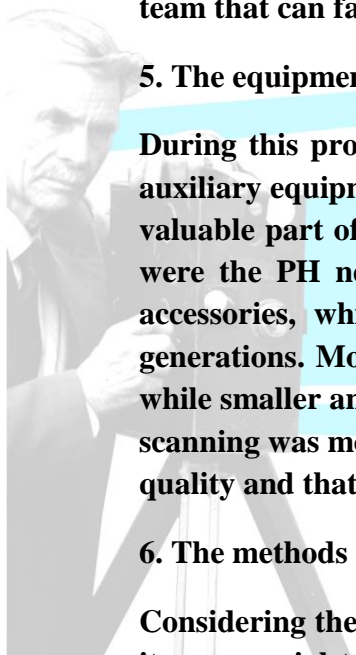 team that can fa
5. The equipmen
During this pro
auxiliary equipn
valuable part of
were the PH ne
accessories, whi
generations. Mo
while smaller an
scanning was mo
quality and that
6. The methods
Considering the